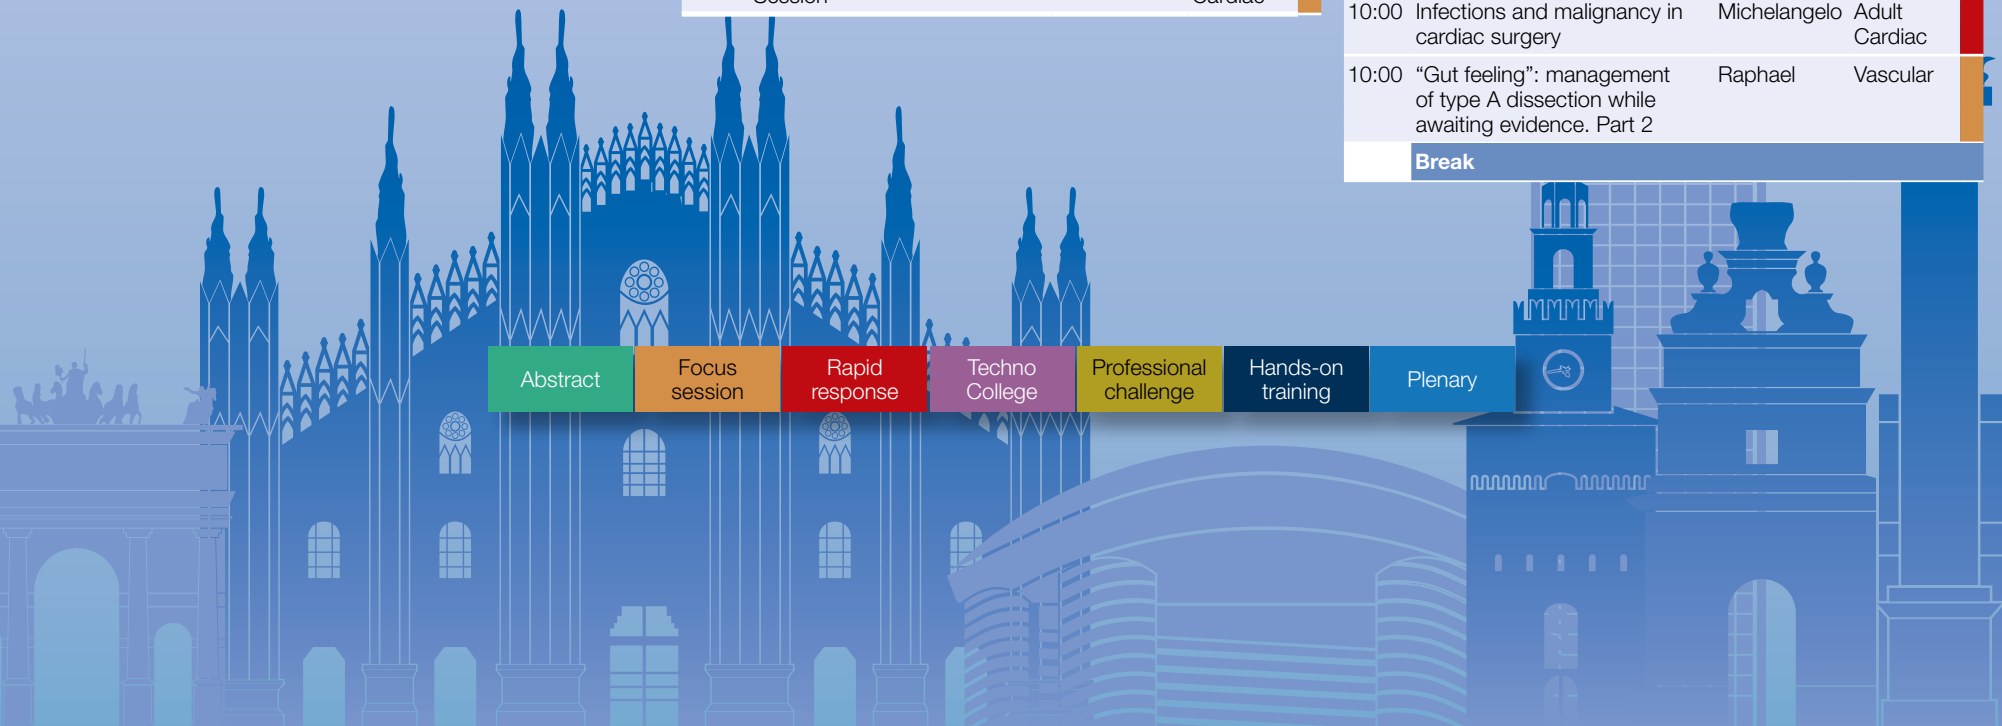 Session Cardiac
10:00 Infections and malignancy in Michelangelo Adult
cardiac surgery Cardiac
10:00 “Gut feeling”: management Raphael Vascular
of type A dissection while
awaiting evidence. Part 2
Break
Abstract
Focus
session
Rapid
response
Techno
College
Professional
challenge
Hands-on
training
Plenary